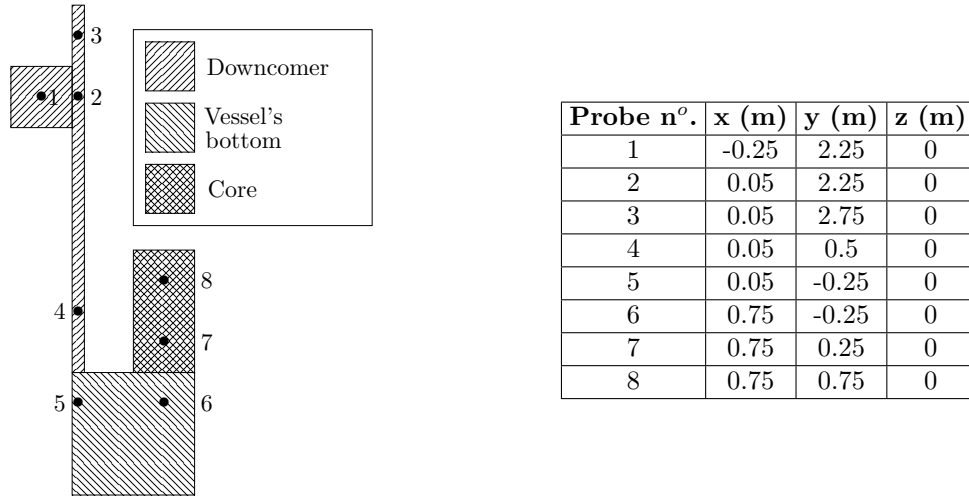 3
1
2
Downcomer
Vessel's
bottom
Core
8
4
7
5
6
Probe nº. x (m) y (m) z (m)
1 -0.25 2.25 0
2 0.05 2.25 0
3 0.05 2.75 0
4 0.05 0.5 0
5 0.05 -0.25 0
6 0.75 -0.25 0
7 0.75 0.25 0
8 0.75 0.75 0